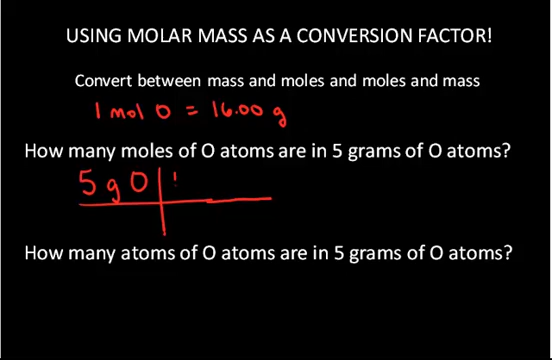 USING MOLAR MASS AS A CONVERSION FACTOR!
Convert between mass and moles and moles and mass
1 mol O = 16.00 g
How many moles of O atoms are in 5 grams of O atoms?
5 g O
How many atoms of O atoms are in 5 grams of O atoms?